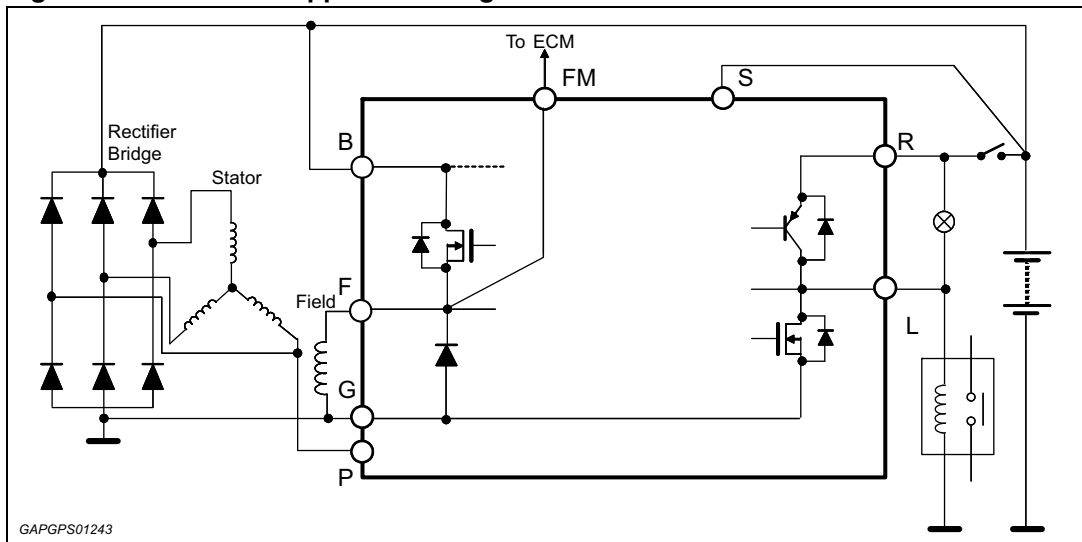 To ECM
FM
S
B
R
Rectifier
Bridge
Stator
F
Field
L
G
P
GAPGPS01243